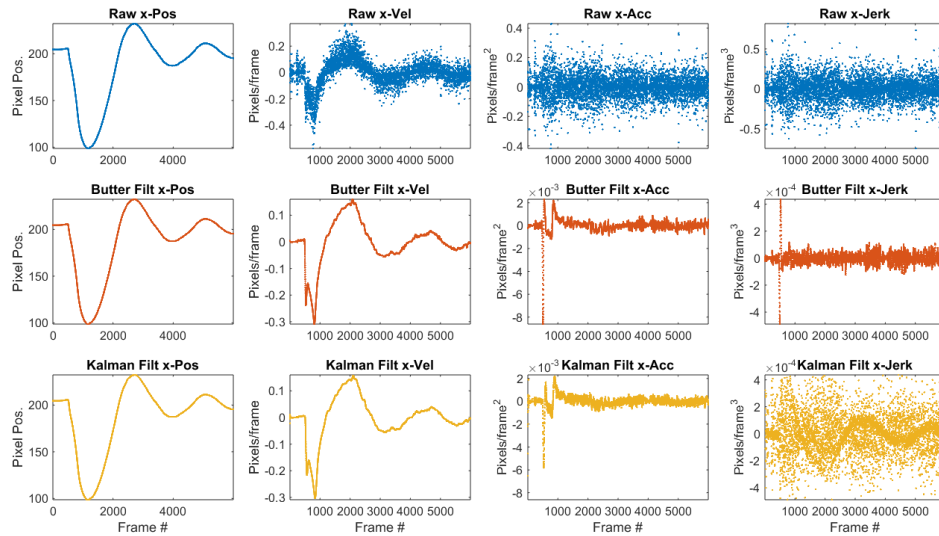 Raw x-Pos
Raw x-Vel
Raw x-Acc
Raw x-Jerk
Pixel Pos.
200
150
100
0 2000 4000
Pixels/frame
0.2
0
-0.2
-0.4
1000 2000 3000 4000 5000
Pixels/frame2
0.4
0.2
0
-0.2
-0.4
1000 2000 3000 4000 5000
Pixels/frame3
0.5
0
-0.5
1000 2000 3000 4000 5000
Butter Filt x-Pos
Butter Filt x-Vel
×10-3 Butter Filt x-Acc
×10-4 Butter Filt x-Jerk
Pixel Pos.
200
150
100
0 2000 4000
Pixels/frame
0.1
0
-0.1
-0.2
-0.3
1000 2000 3000 4000 5000
Pixels/frame2
2
0
-2
-4
-6
-8
1000 2000 3000 4000 5000
Pixels/frame3
4
2
0
-2
-4
1000 2000 3000 4000 5000
Kalman Filt x-Pos
Kalman Filt x-Vel
×10-3 Kalman Filt x-Acc
×10-4 Kalman Filt x-Jerk
Pixel Pos.
200
150
100
0 2000 4000
Frame #
Pixels/frame
0.1
0
-0.1
-0.2
-0.3
1000 2000 3000 4000 5000
Frame #
Pixels/frame2
2
0
-2
-4
-6
-8
1000 2000 3000 4000 5000
Frame #
Pixels/frame3
4
2
0
-2
-4
1000 2000 3000 4000 5000
Frame #